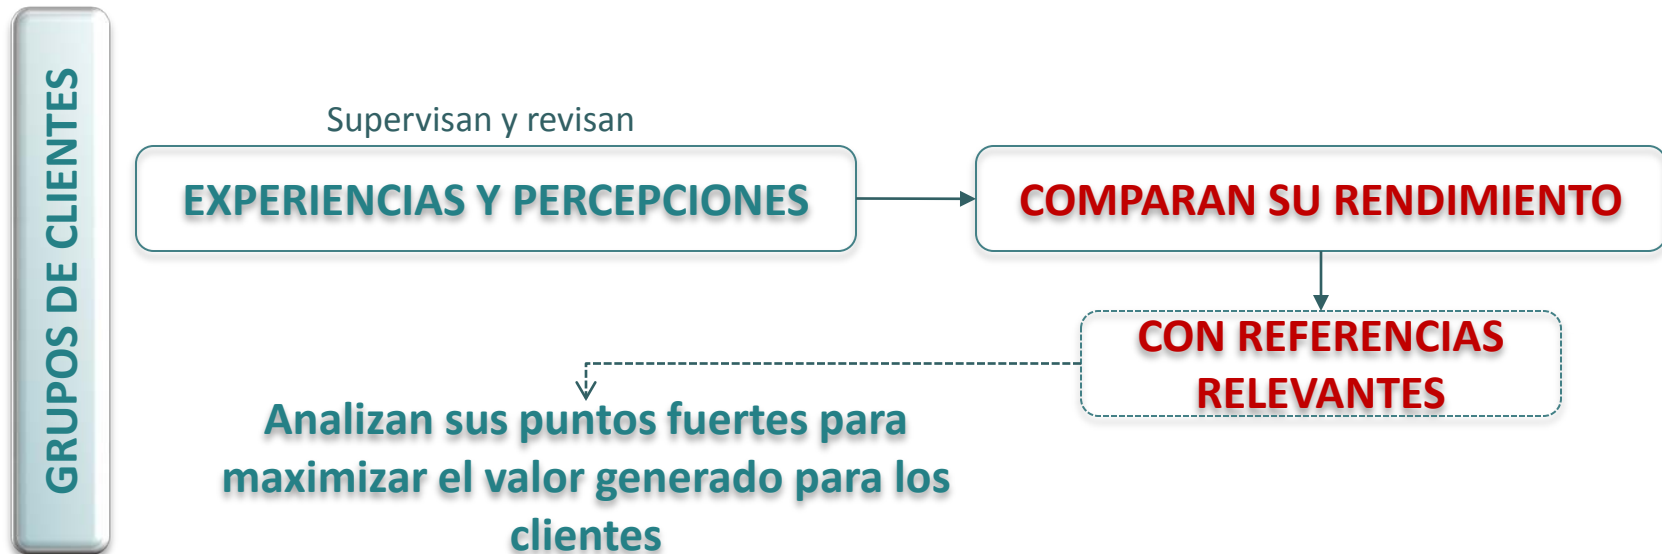 GRUPOS DE CLIENTES
Supervisan y revisan
EXPERIENCIAS Y PERCEPCIONES
COMPARAN SU RENDIMIENTO
CON REFERENCIAS
RELEVANTES
Analizan sus puntos fuertes para
maximizar el valor generado para los
clientes